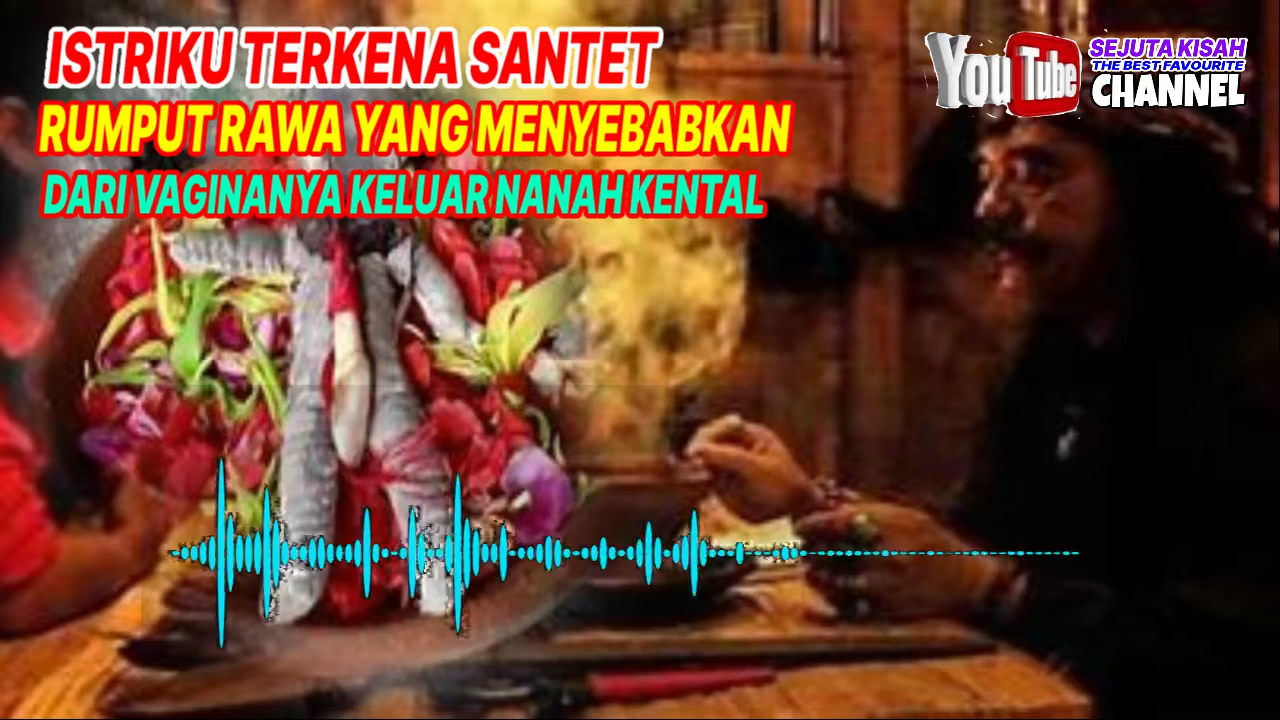 ISTRIKU TERKENA SANTET
RUMPUT RAWA YANG MENYEBABKAN
DARI VAGINANYA KELUAR NANAH KENTAL
YouTube
SEJUTA KISAH
THE BEST FAVOURITE
CHANNEL